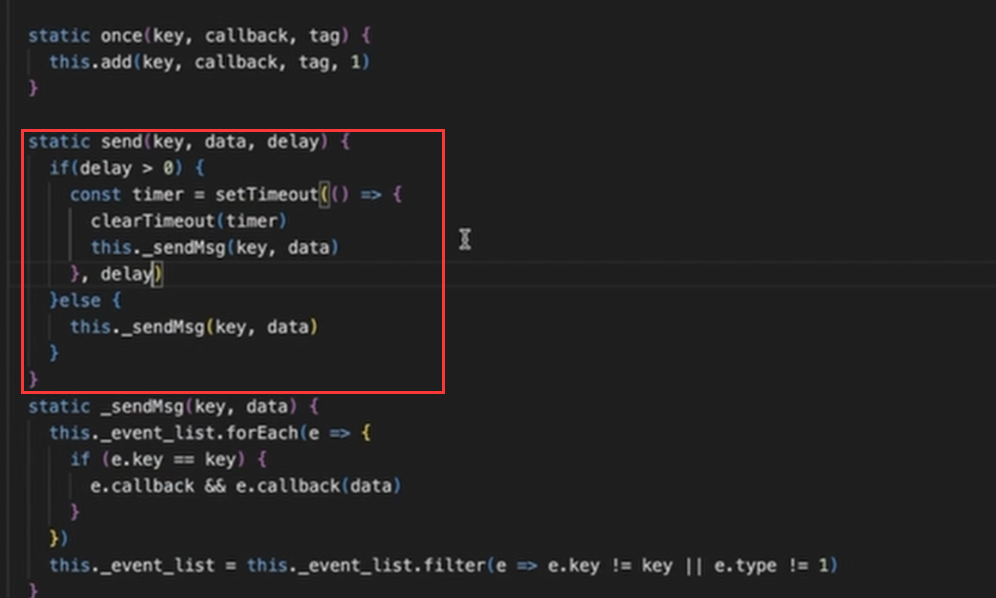 static once(key, callback, tag) {
this.add(key, callback, tag, 1)
}
static send(key, data, delay) {
if(delay > 0) {
const timer = setTimeout(() => {
clearTimeout(timer)
this._sendMsg(key, data)
}, delay)
}else {
this._sendMsg(key, data)
}
}
static _sendMsg(key, data) {
this._event_list.forEach(e => {
if (e.key == key) {
e.callback && e.callback(data)
}
})
this._event_list = this._event_list.filter(e => e.key != key || e.type != 1)
}